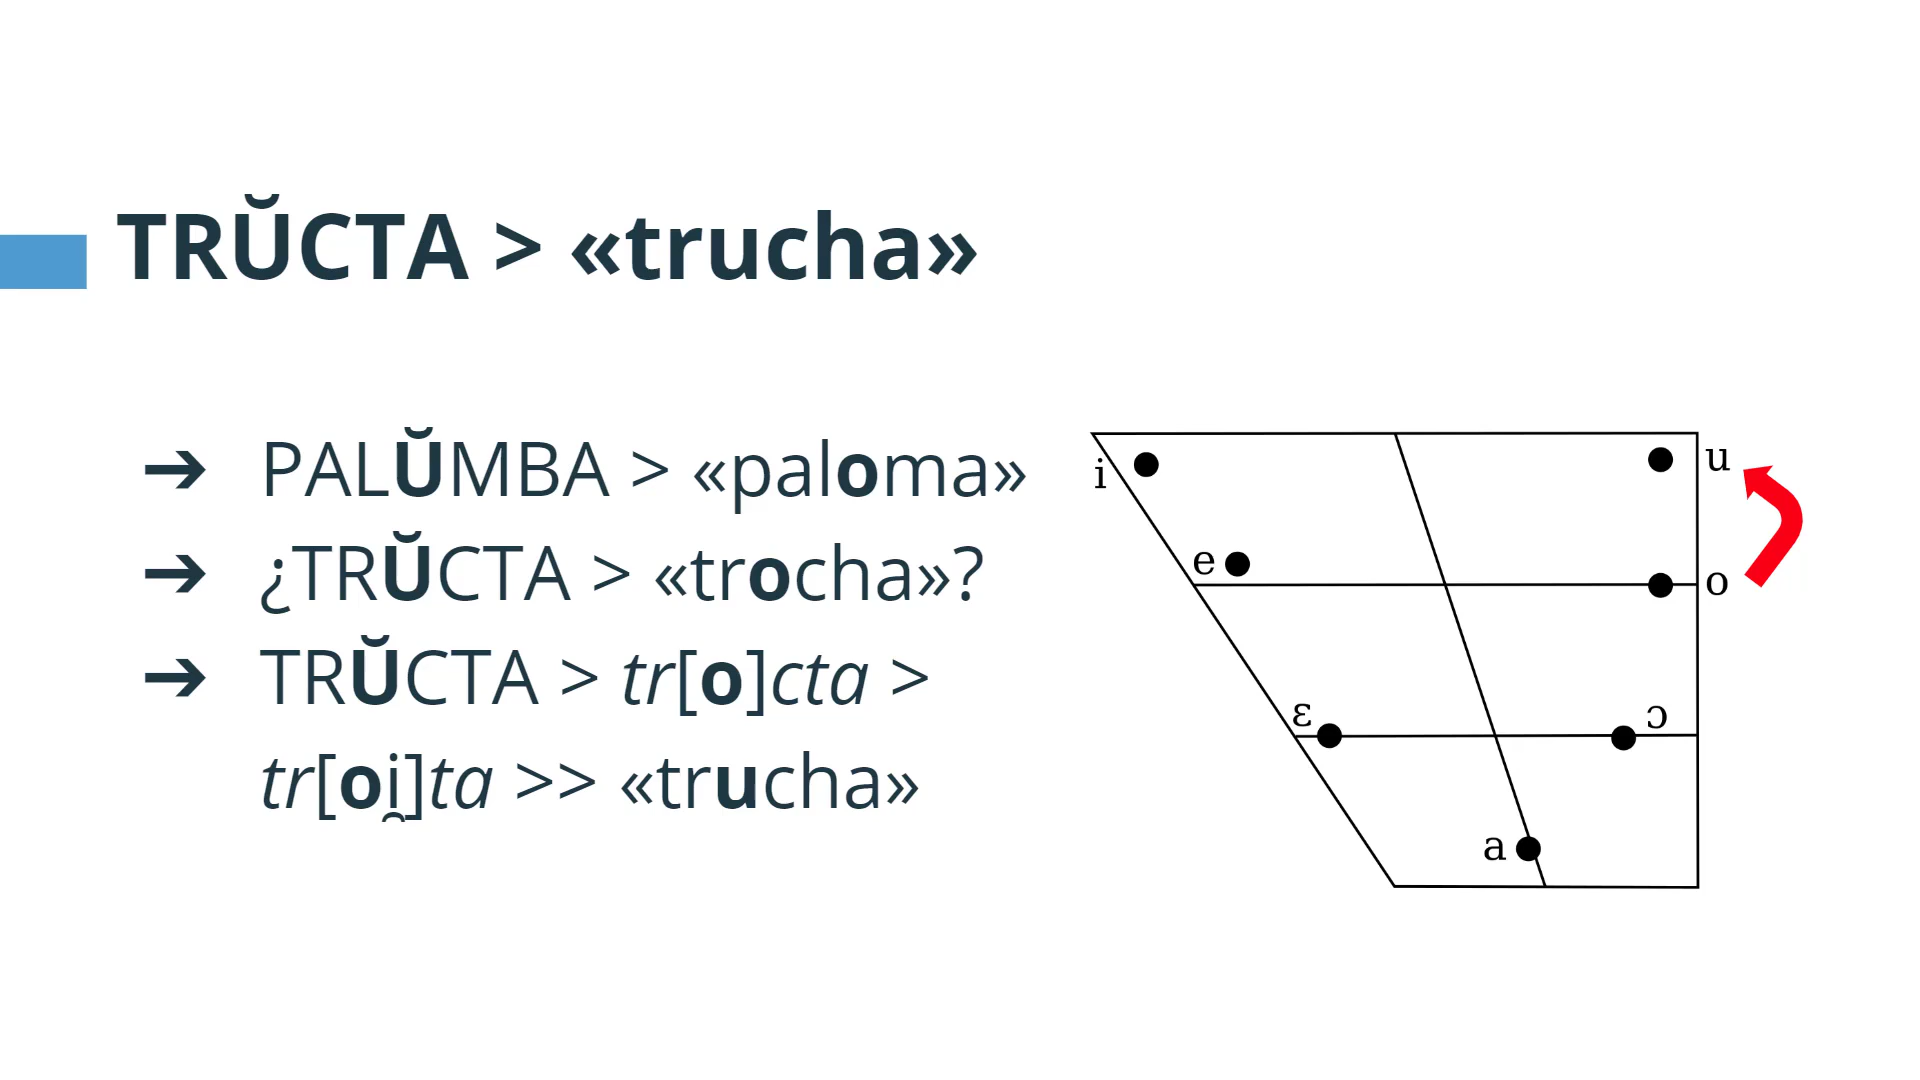 TRŬCTA > «trucha»
➔ PALŬMBA > «paloma»
➔ ¿TRŬCTA > «trocha»?
➔ TRŬCTA > tr[o]cta >
tr[oi̯]ta >> «trucha»
i
u
e
o
ɛ
ɔ
a